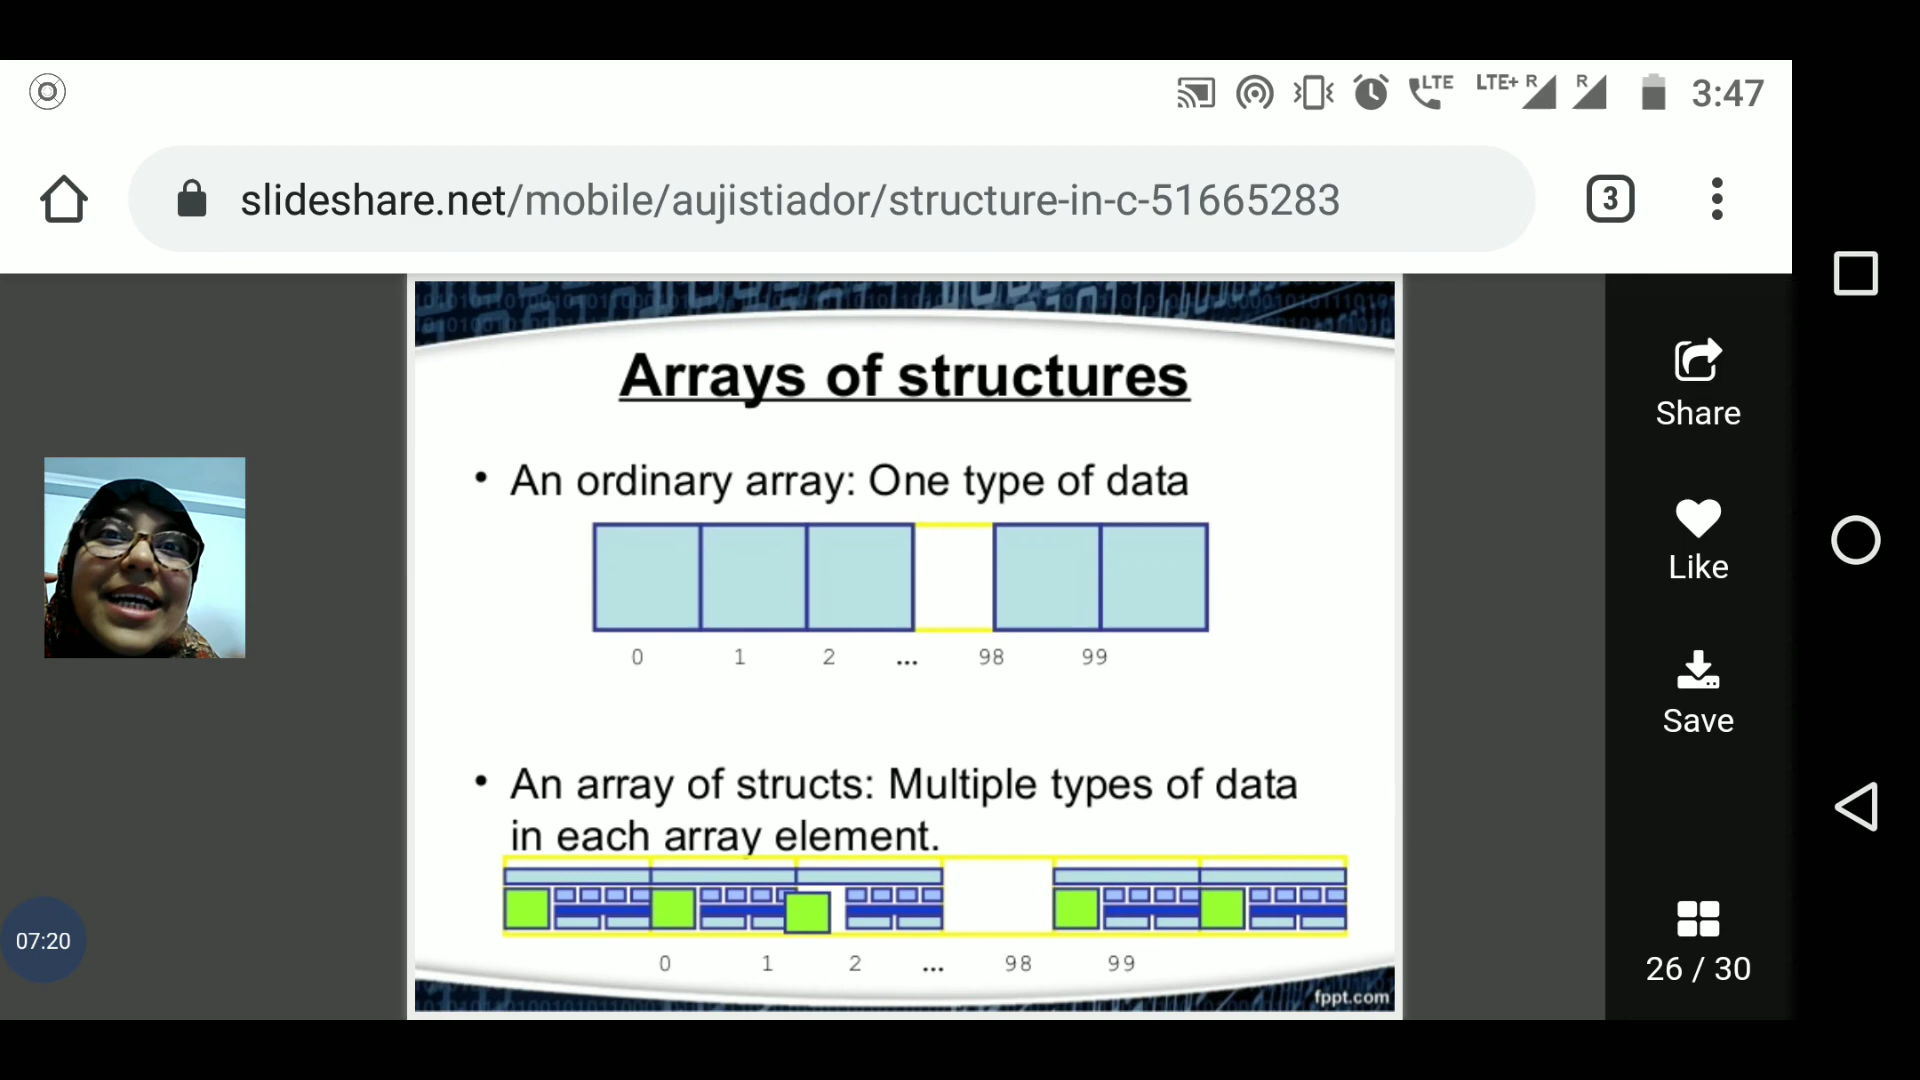 LTE LTE+ R R 3:47
slideshare.net/mobile/aujistiador/structure-in-c-51665283
3
Arrays of structures
• An ordinary array: One type of data
0 1 2 ... 98 99
• An array of structs: Multiple types of data
in each array element.
0 1 2 ... 98 99
fppt.com
Share
Like
Save
26 / 30
07:20